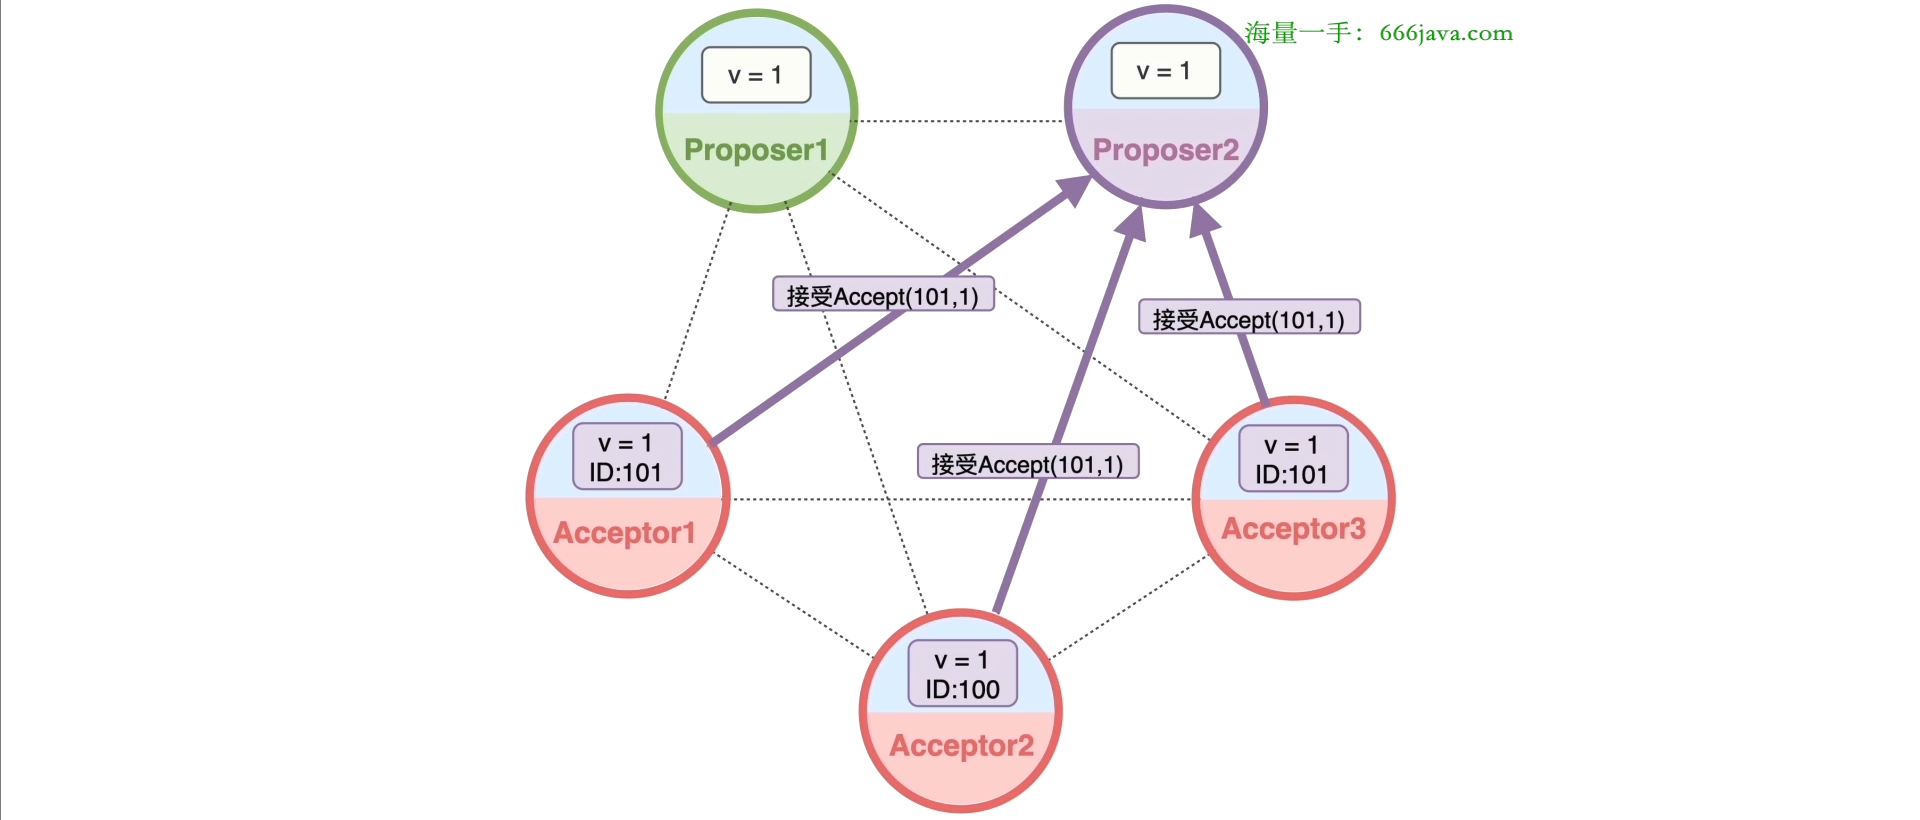 海量一手：666java.com
v = 1
Proposer1
v = 1
Proposer2
接受Accept(101,1)
接受Accept(101,1)
接受Accept(101,1)
v = 1
ID:101
Acceptor1
v = 1
ID:101
Acceptor3
v = 1
ID:100
Acceptor2